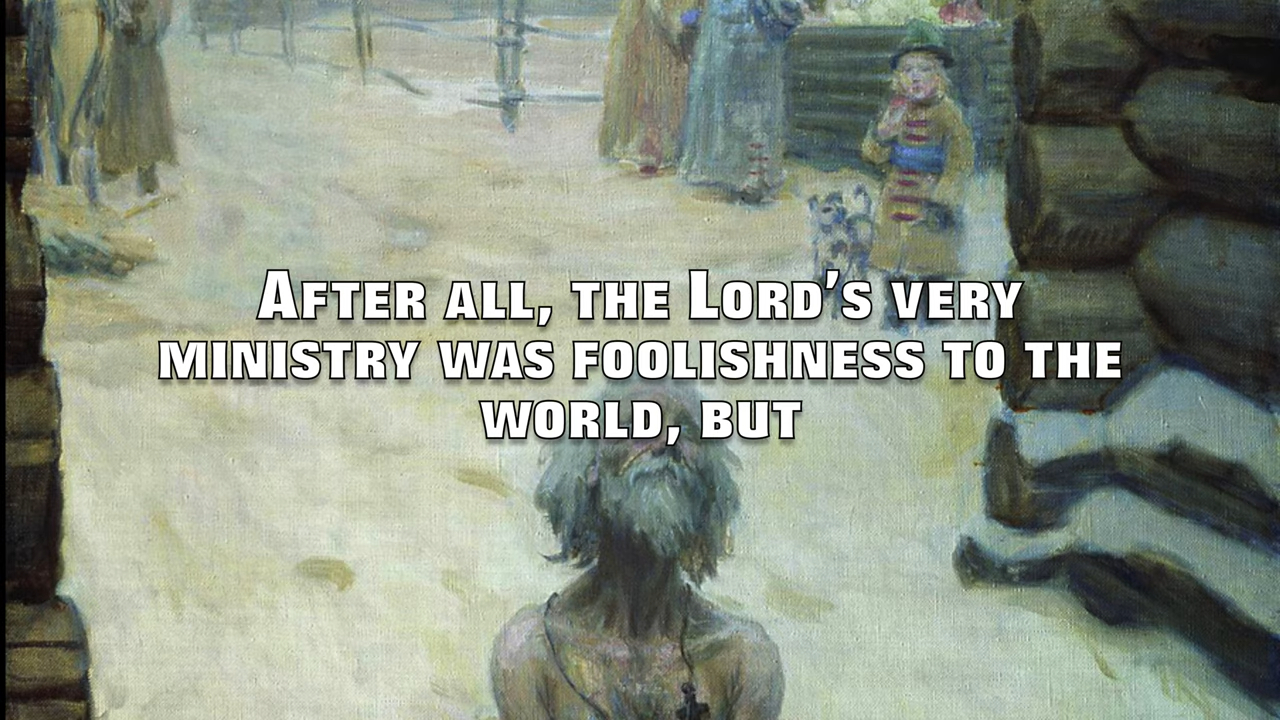 After all, the Lord’s very
ministry was foolishness to the
world, but